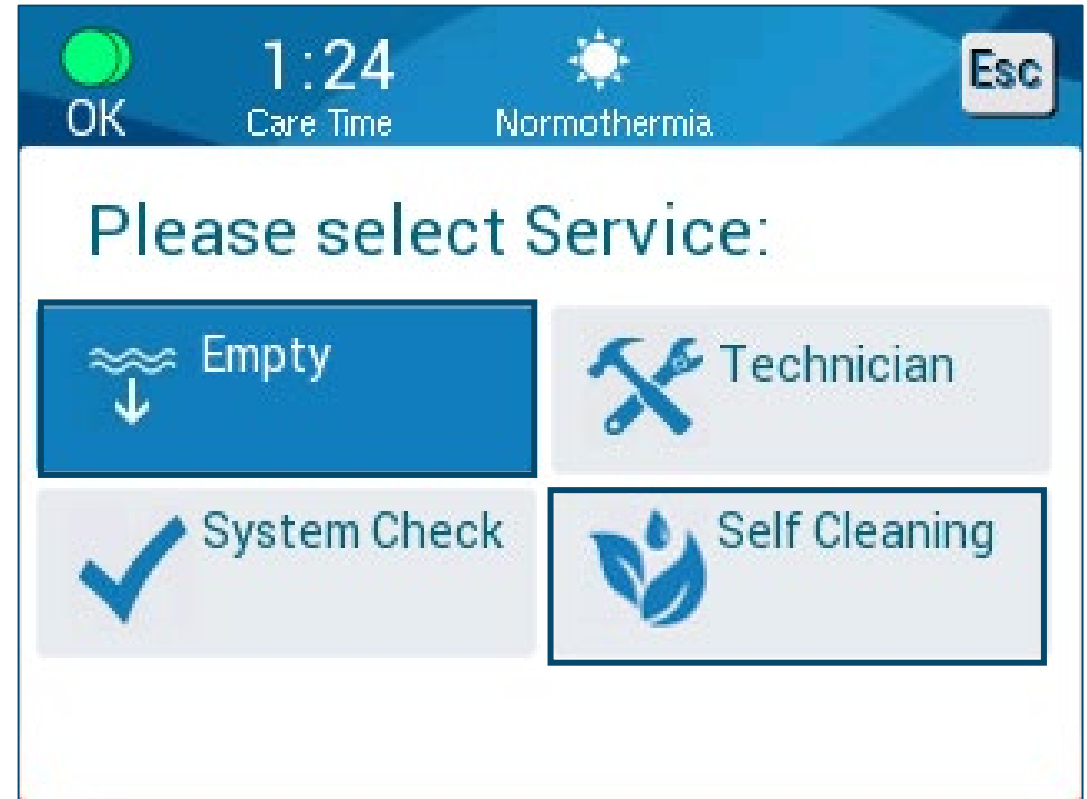 1:24
Esc
OK
Care Time
Normothermia
Please select Service:
Empty
Technician
System Check
Self Cleaning